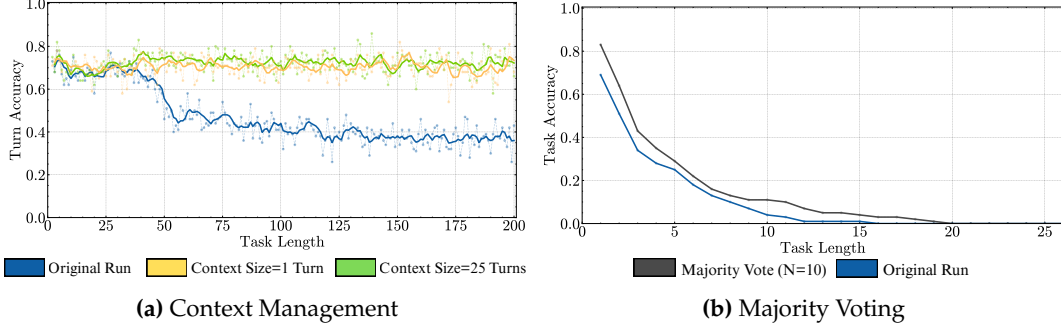 1.0
0.8
0.6
0.4
0.2
0.0
Turn Accuracy
0 25 50 75 100 125 150 175 200
Task Length
Original Run Context Size=1 Turn Context Size=25 Turns
(a) Context Management
1.0
0.8
0.6
0.4
0.2
0.0
Task Accuracy
0 5 10 15 20 25
Task Length
Majority Vote (N=10) Original Run
(b) Majority Voting